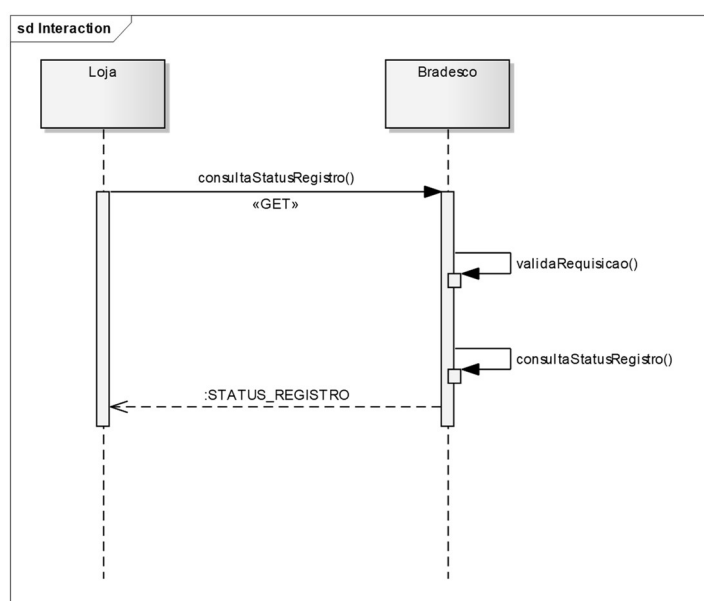 sd Interaction
Loja
Bradesco
consultaStatusRegistro()
«GET»
validaRequisicao()
consultaStatusRegistro()
:STATUS_REGISTRO